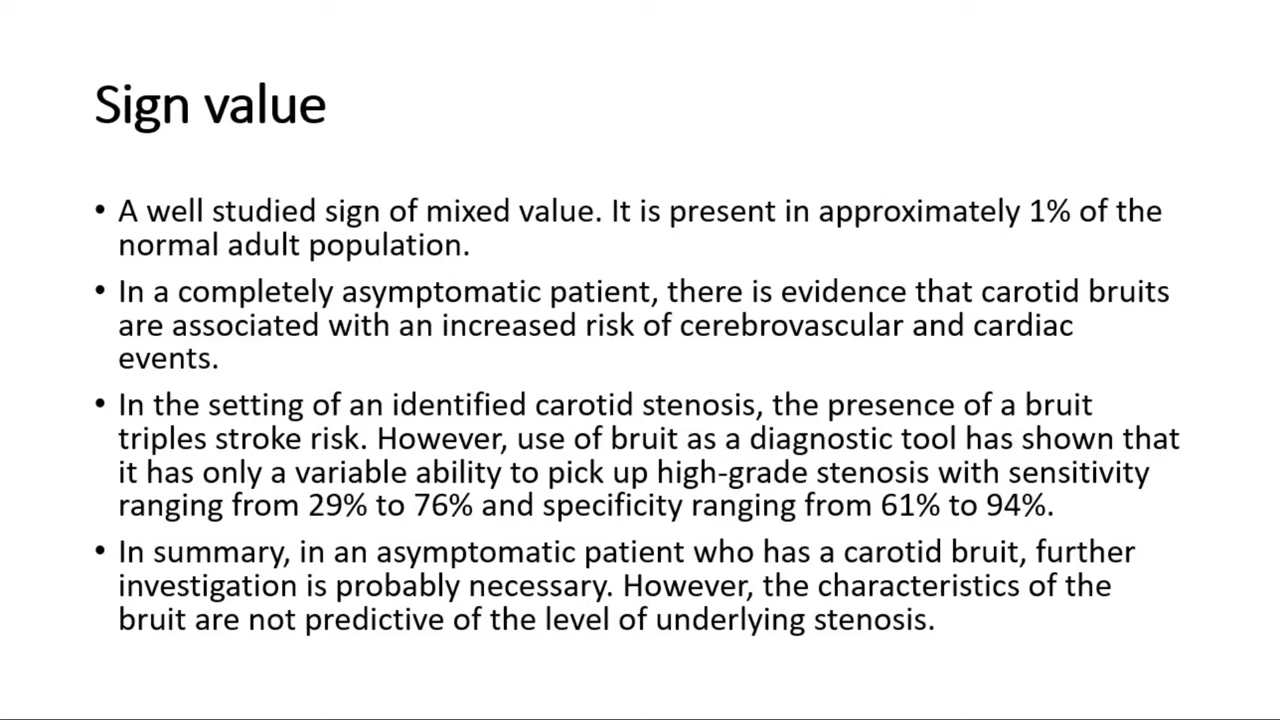 Sign value
• A well studied sign of mixed value. It is present in approximately 1% of the
normal adult population.
• In a completely asymptomatic patient, there is evidence that carotid bruits
are associated with an increased risk of cerebrovascular and cardiac
events.
• In the setting of an identified carotid stenosis, the presence of a bruit
triples stroke risk. However, use of bruit as a diagnostic tool has shown that
it has only a variable ability to pick up high-grade stenosis with sensitivity
ranging from 29% to 76% and specificity ranging from 61% to 94%.
• In summary, in an asymptomatic patient who has a carotid bruit, further
investigation is probably necessary. However, the characteristics of the
bruit are not predictive of the level of underlying stenosis.